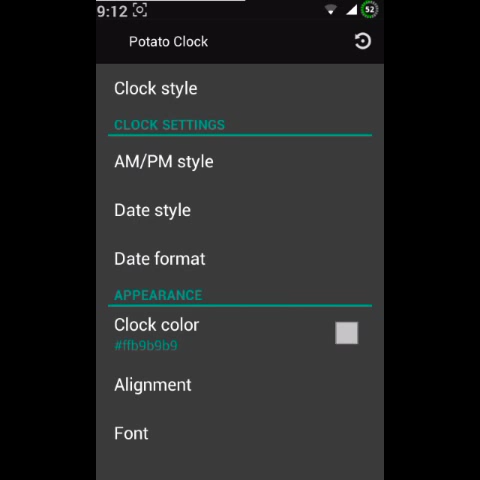 9:12
52
Potato Clock
Clock style
CLOCK SETTINGS
AM/PM style
Date style
Date format
APPEARANCE
Clock color
#ffb9b9b9
Alignment
Font